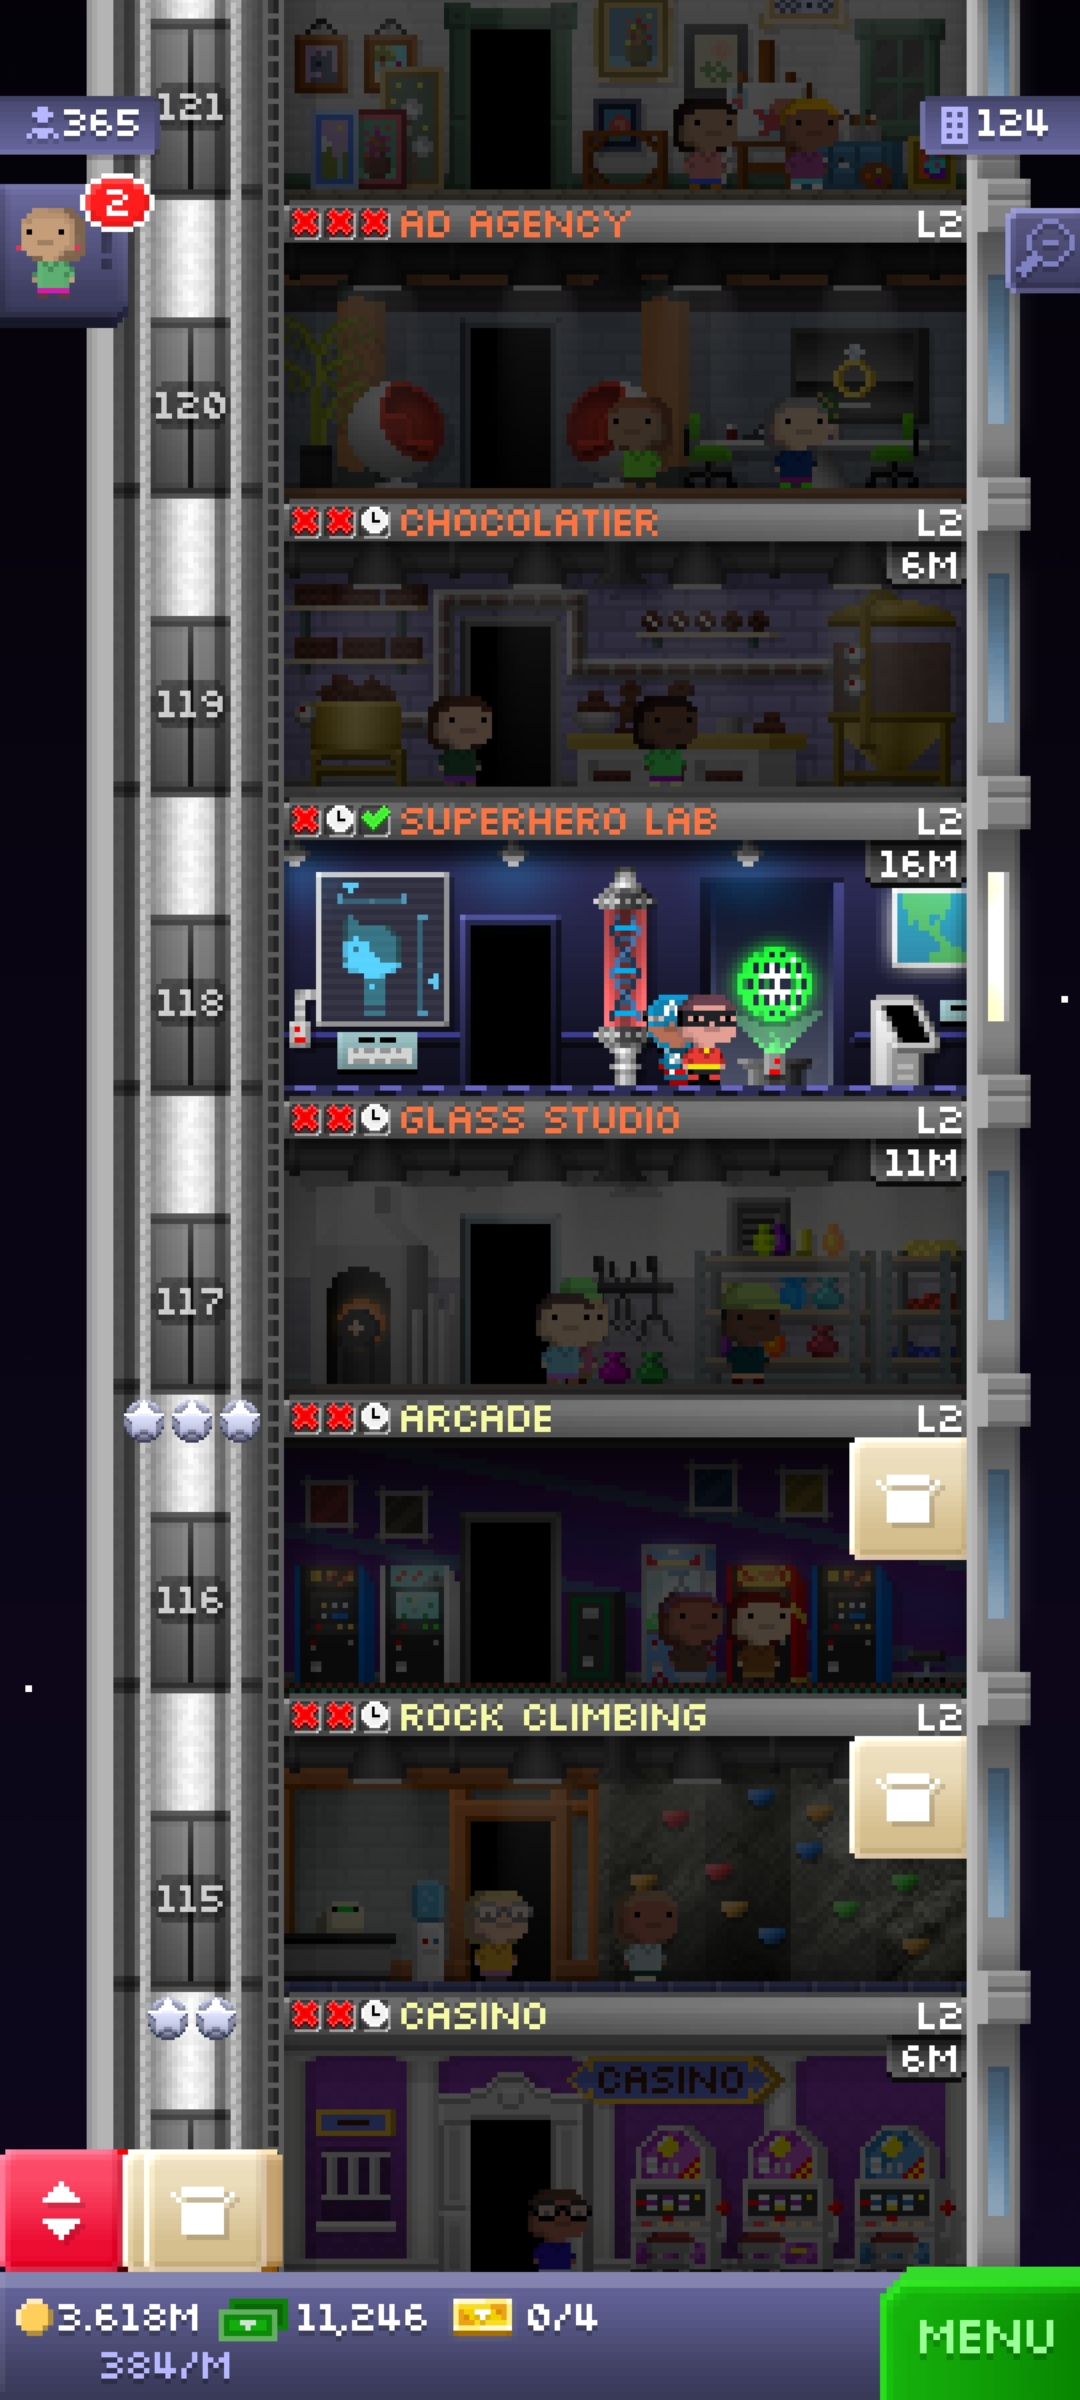 121
365
124
2
AD AGENCY L2
120
CHOCOLATIER L2
6M
119
SUPERHERO LAB L2
16M
118
GLASS STUDIO L2
11M
117
ARCADE L2
116
ROCK CLIMBING L2
115
CASINO L2
6M
CASINO
3.618M 11,246 0/4
384/M
MENU